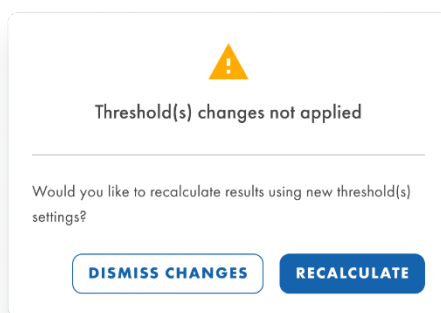 Threshold(s) changes not applied
Would you like to recalculate results using new threshold(s)
settings?
DISMISS CHANGES
RECALCULATE